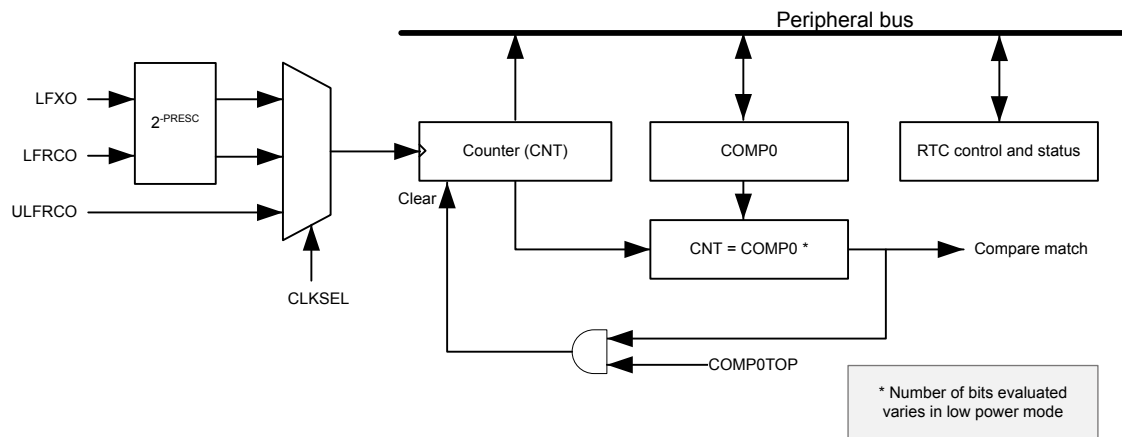 Peripheral bus
LFXO
2-PRESC
LFRCO
Counter (CNT)
COMP0
RTC control and status
Clear
ULFRCO
CNT = COMP0 *
Compare match
CLKSEL
COMP0TOP
* Number of bits evaluated
varies in low power mode